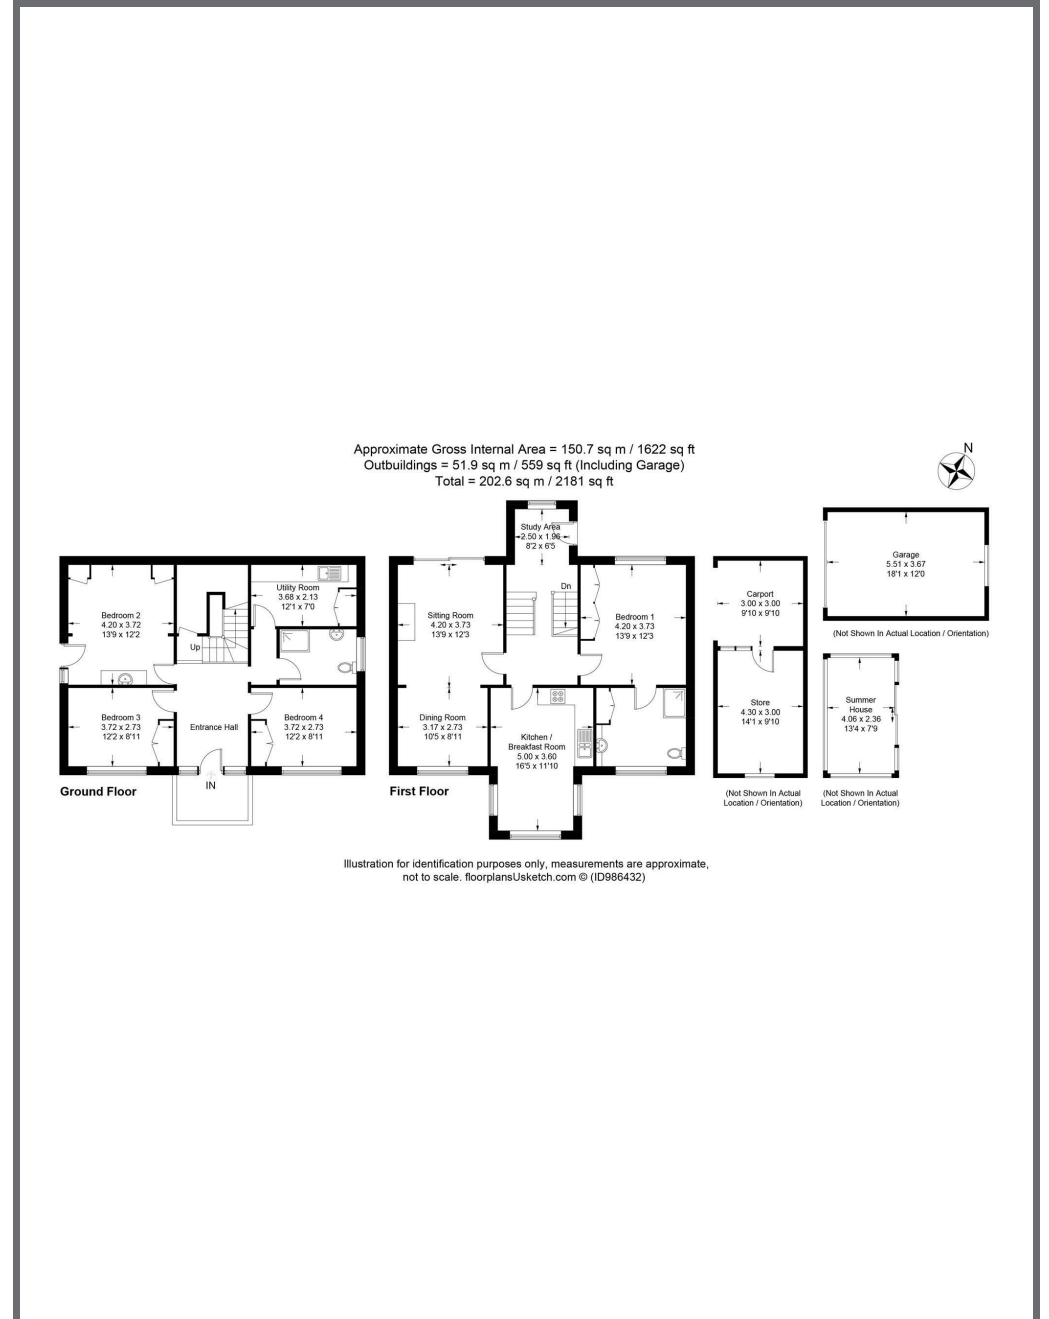 Approximate Gross Internal Area = 150.7 sq m / 1622 sq ft
Outbuildings = 51.9 sq m / 559 sq ft (Including Garage)
Total = 202.6 sq m / 2181 sq ft
N
Bedroom 2
4.20 x 3.72
13'9 x 12'2
Utility Room
3.68 x 2.13
12'1 x 7'0
Up
Bedroom 3
3.72 x 2.73
12'2 x 8'11
Entrance Hall
Bedroom 4
3.72 x 2.73
12'2 x 8'11
IN
Ground Floor
Study Area
2.50 x 1.96
8'2 x 6'5
Dn
Sitting Room
4.20 x 3.73
13'9 x 12'3
Bedroom 1
4.20 x 3.73
13'9 x 12'3
Dining Room
3.17 x 2.73
10'5 x 8'11
Kitchen /
Breakfast Room
5.00 x 3.60
16'5 x 11'10
First Floor
Carport
3.00 x 3.00
9'10 x 9'10
Store
4.30 x 3.00
14'1 x 9'10
(Not Shown In Actual
Location / Orientation)
Garage
5.51 x 3.67
18'1 x 12'0
(Not Shown In Actual Location / Orientation)
Summer
House
4.06 x 2.36
13'4 x 7'9
(Not Shown In Actual
Location / Orientation)
Illustration for identification purposes only, measurements are approximate,
not to scale. floorplansUsketch.com © (ID986432)